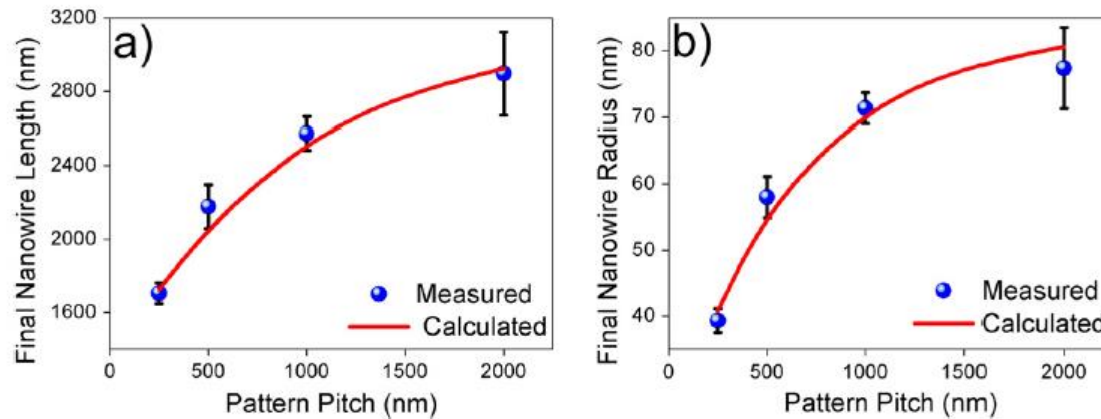 a)
Final Nanowire Length (nm)
3200
2800
2400
2000
1600
0
500
1000
1500
2000
Pattern Pitch (nm)
Measured
Calculated
b)
Final Nanowire Radius (nm)
80
70
60
50
40
0
500
1000
1500
2000
Pattern Pitch (nm)
Measured
Calculated